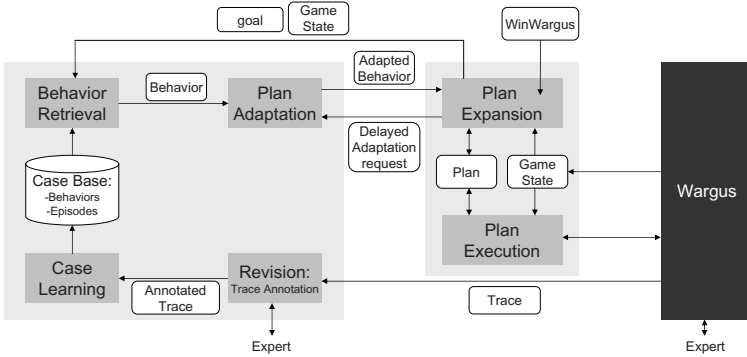 goal
Game
State
WinWargus
Behavior
Retrieval
Behavior
Plan
Adaptation
Adapted
Behavior
Plan
Expansion
Delayed
Adaptation
request
Case Base:
-Behaviors
-Episodes
Plan
Game
State
Wargus
Plan
Execution
Case
Learning
Annotated
Trace
Revision:
Trace Annotation
Trace
Expert
Expert